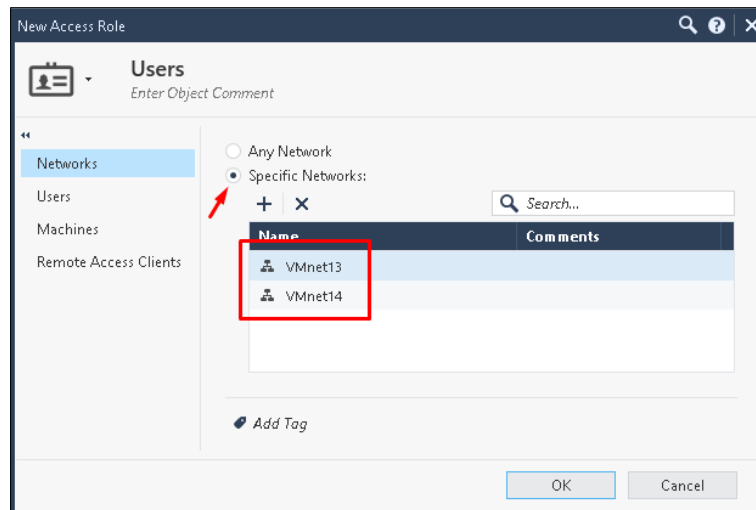 New Access Role
Users
Enter Object Comment
Networks
Users
Machines
Remote Access Clients
Any Network
Specific Networks:
Search...
Name Comments
VMnet13
VMnet14
Add Tag
OK Cancel